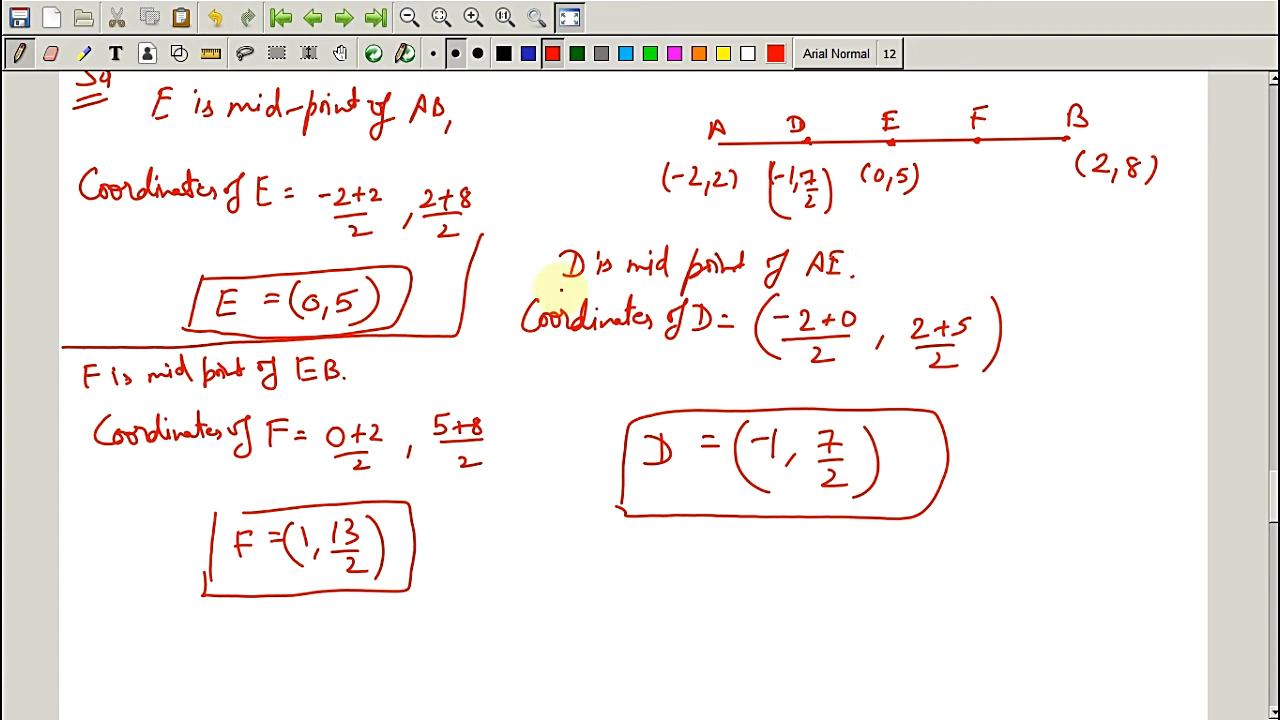 Arial Normal 12
E is mid-point of AB,
A D E F B
(-2,2) (-1,7/2) (0,5) (2,8)
Coordinates of E = -2+2/2 , 2+8/2
E = (0,5)
F is mid point of EB.
Coordinates of F = 0+2/2 , 5+8/2
F = (1, 13/2)
D is mid point of AE.
Coordinates of D = (-2+0/2 , 2+5/2)
D = (-1, 7/2)